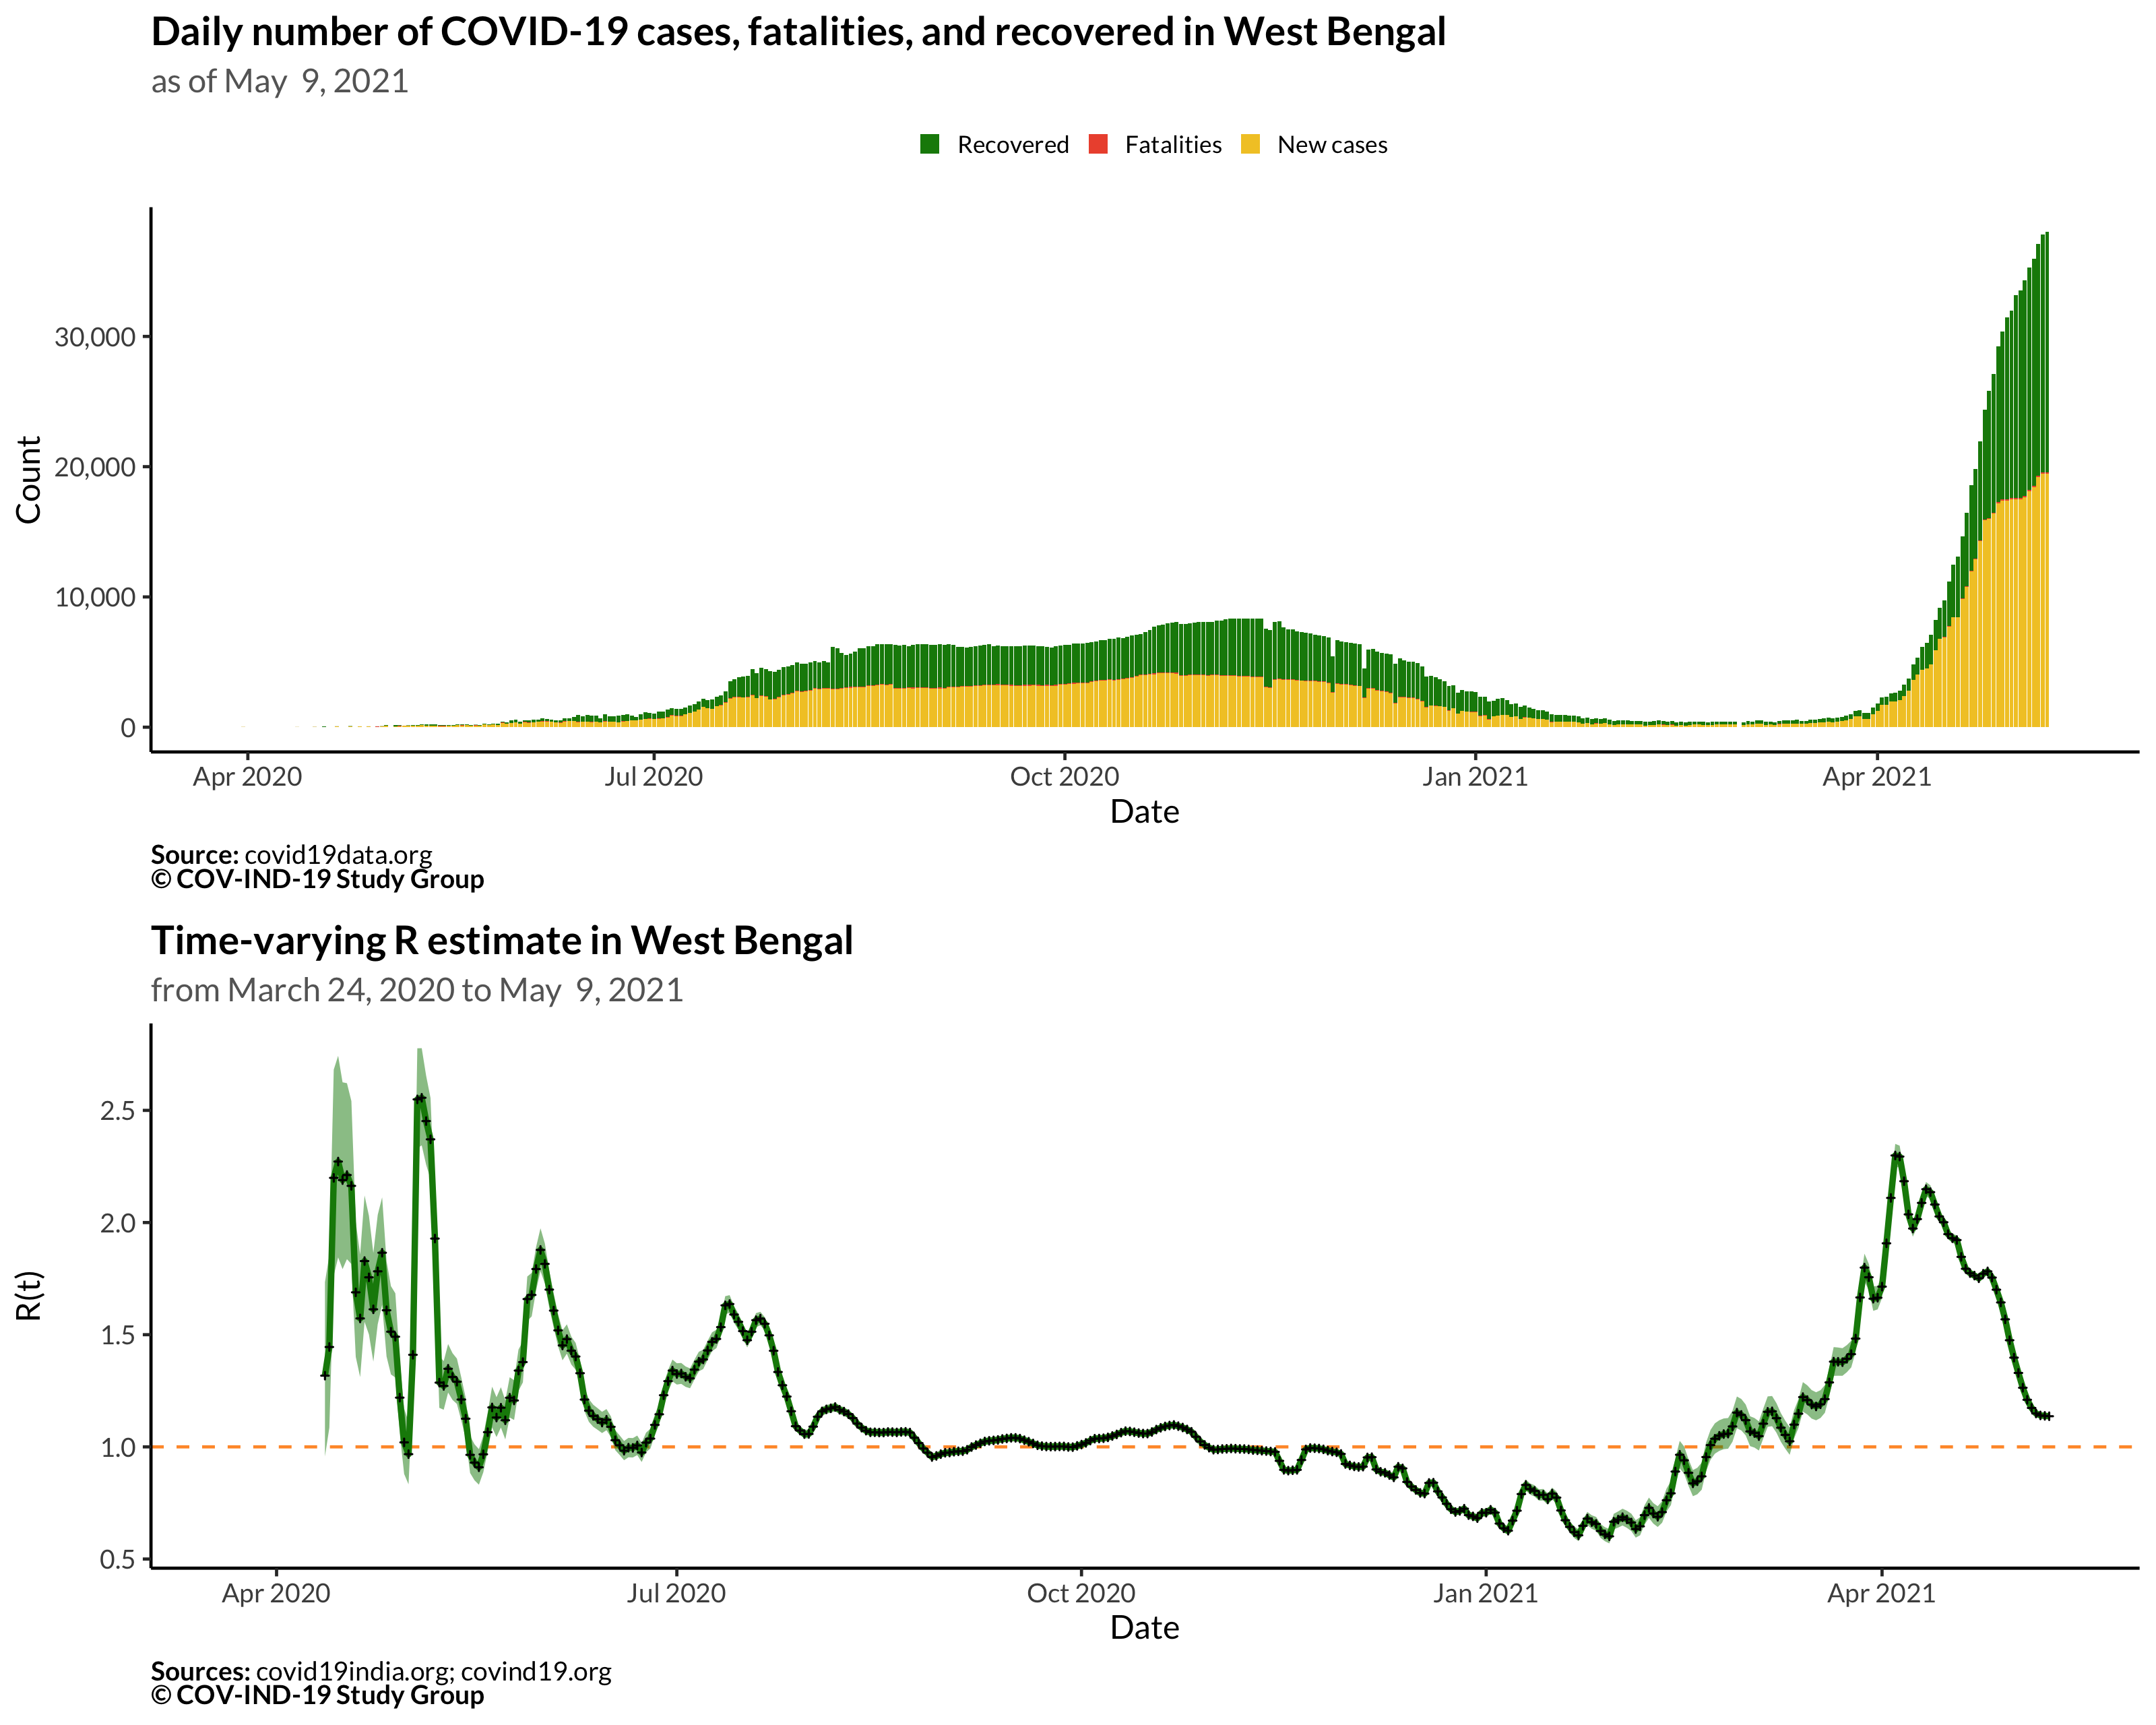 Daily number of COVID-19 cases, fatalities, and recovered in West Bengal
as of May  9, 2021
Recovered Fatalities New cases
Count
30,000
20,000
10,000
0
Apr 2020 Jul 2020 Oct 2020 Jan 2021 Apr 2021
Date
Source: covid19data.org
© COV-IND-19 Study Group
Time-varying R estimate in West Bengal
from March 24, 2020 to May  9, 2021
R(t)
2.5
2.0
1.5
1.0
0.5
Apr 2020 Jul 2020 Oct 2020 Jan 2021 Apr 2021
Date
Sources: covid19india.org; covind19.org
© COV-IND-19 Study Group